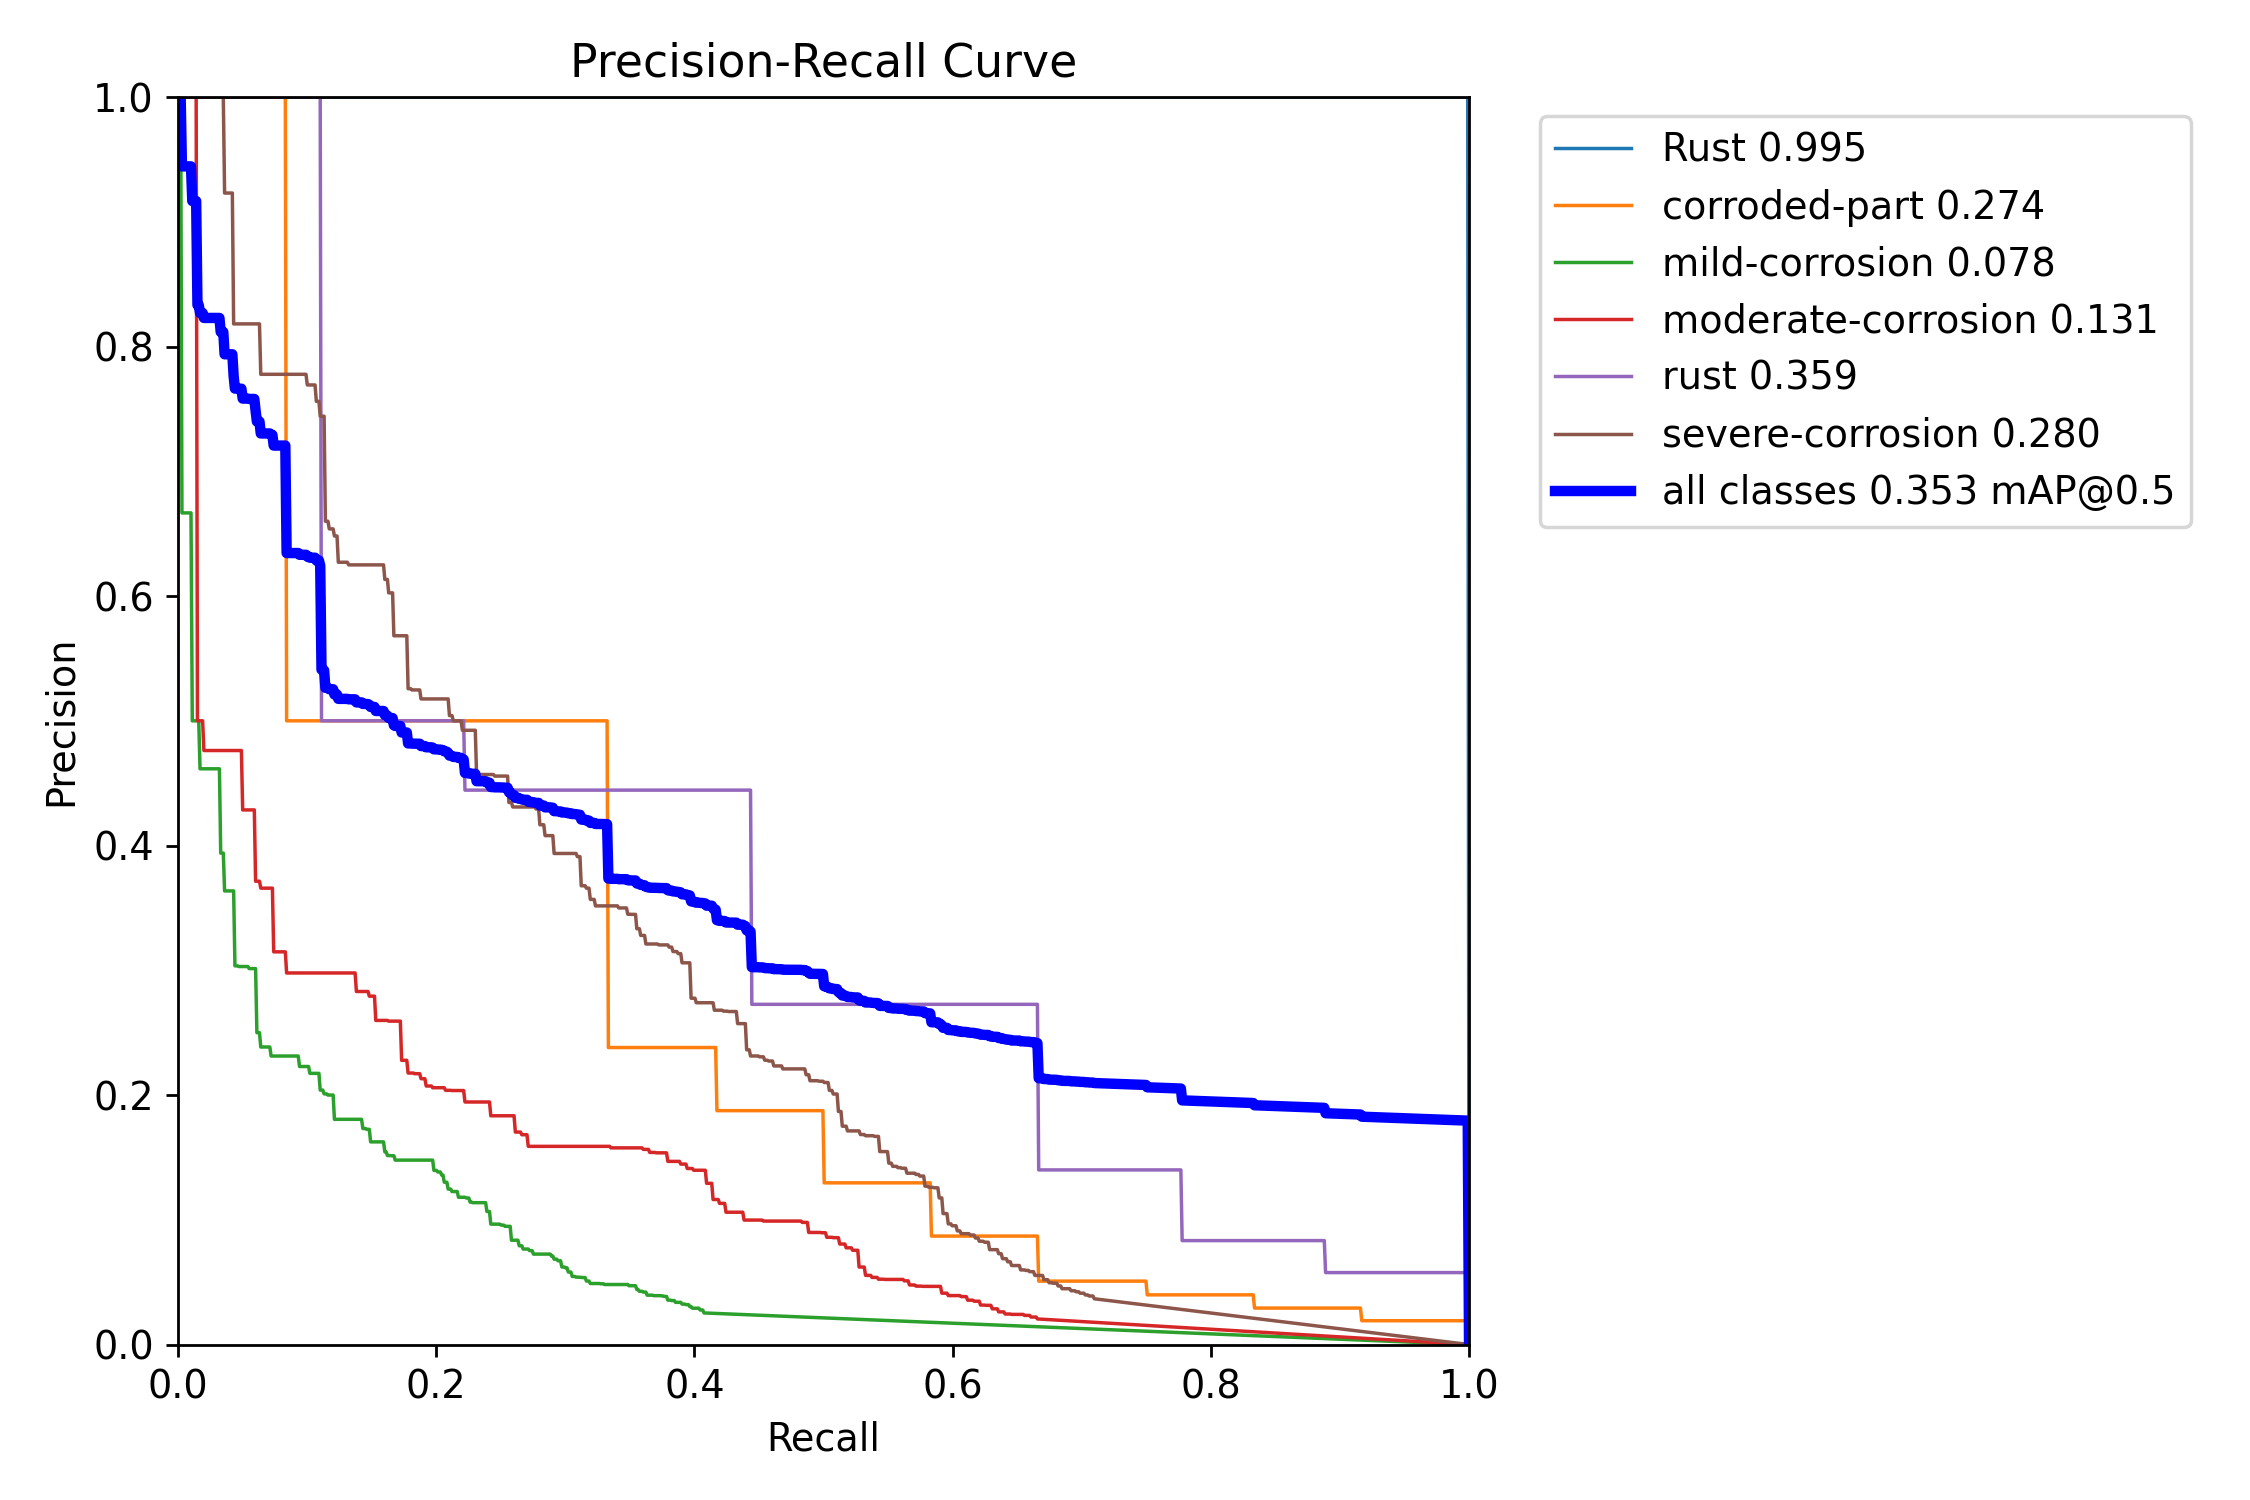 Precision-Recall Curve
1.0
0.8
0.6
0.4
0.2
0.0
Precision
0.0 0.2 0.4 0.6 0.8 1.0
Recall
Rust 0.995
corroded-part 0.274
mild-corrosion 0.078
moderate-corrosion 0.131
rust 0.359
severe-corrosion 0.280
all classes 0.353 mAP@0.5